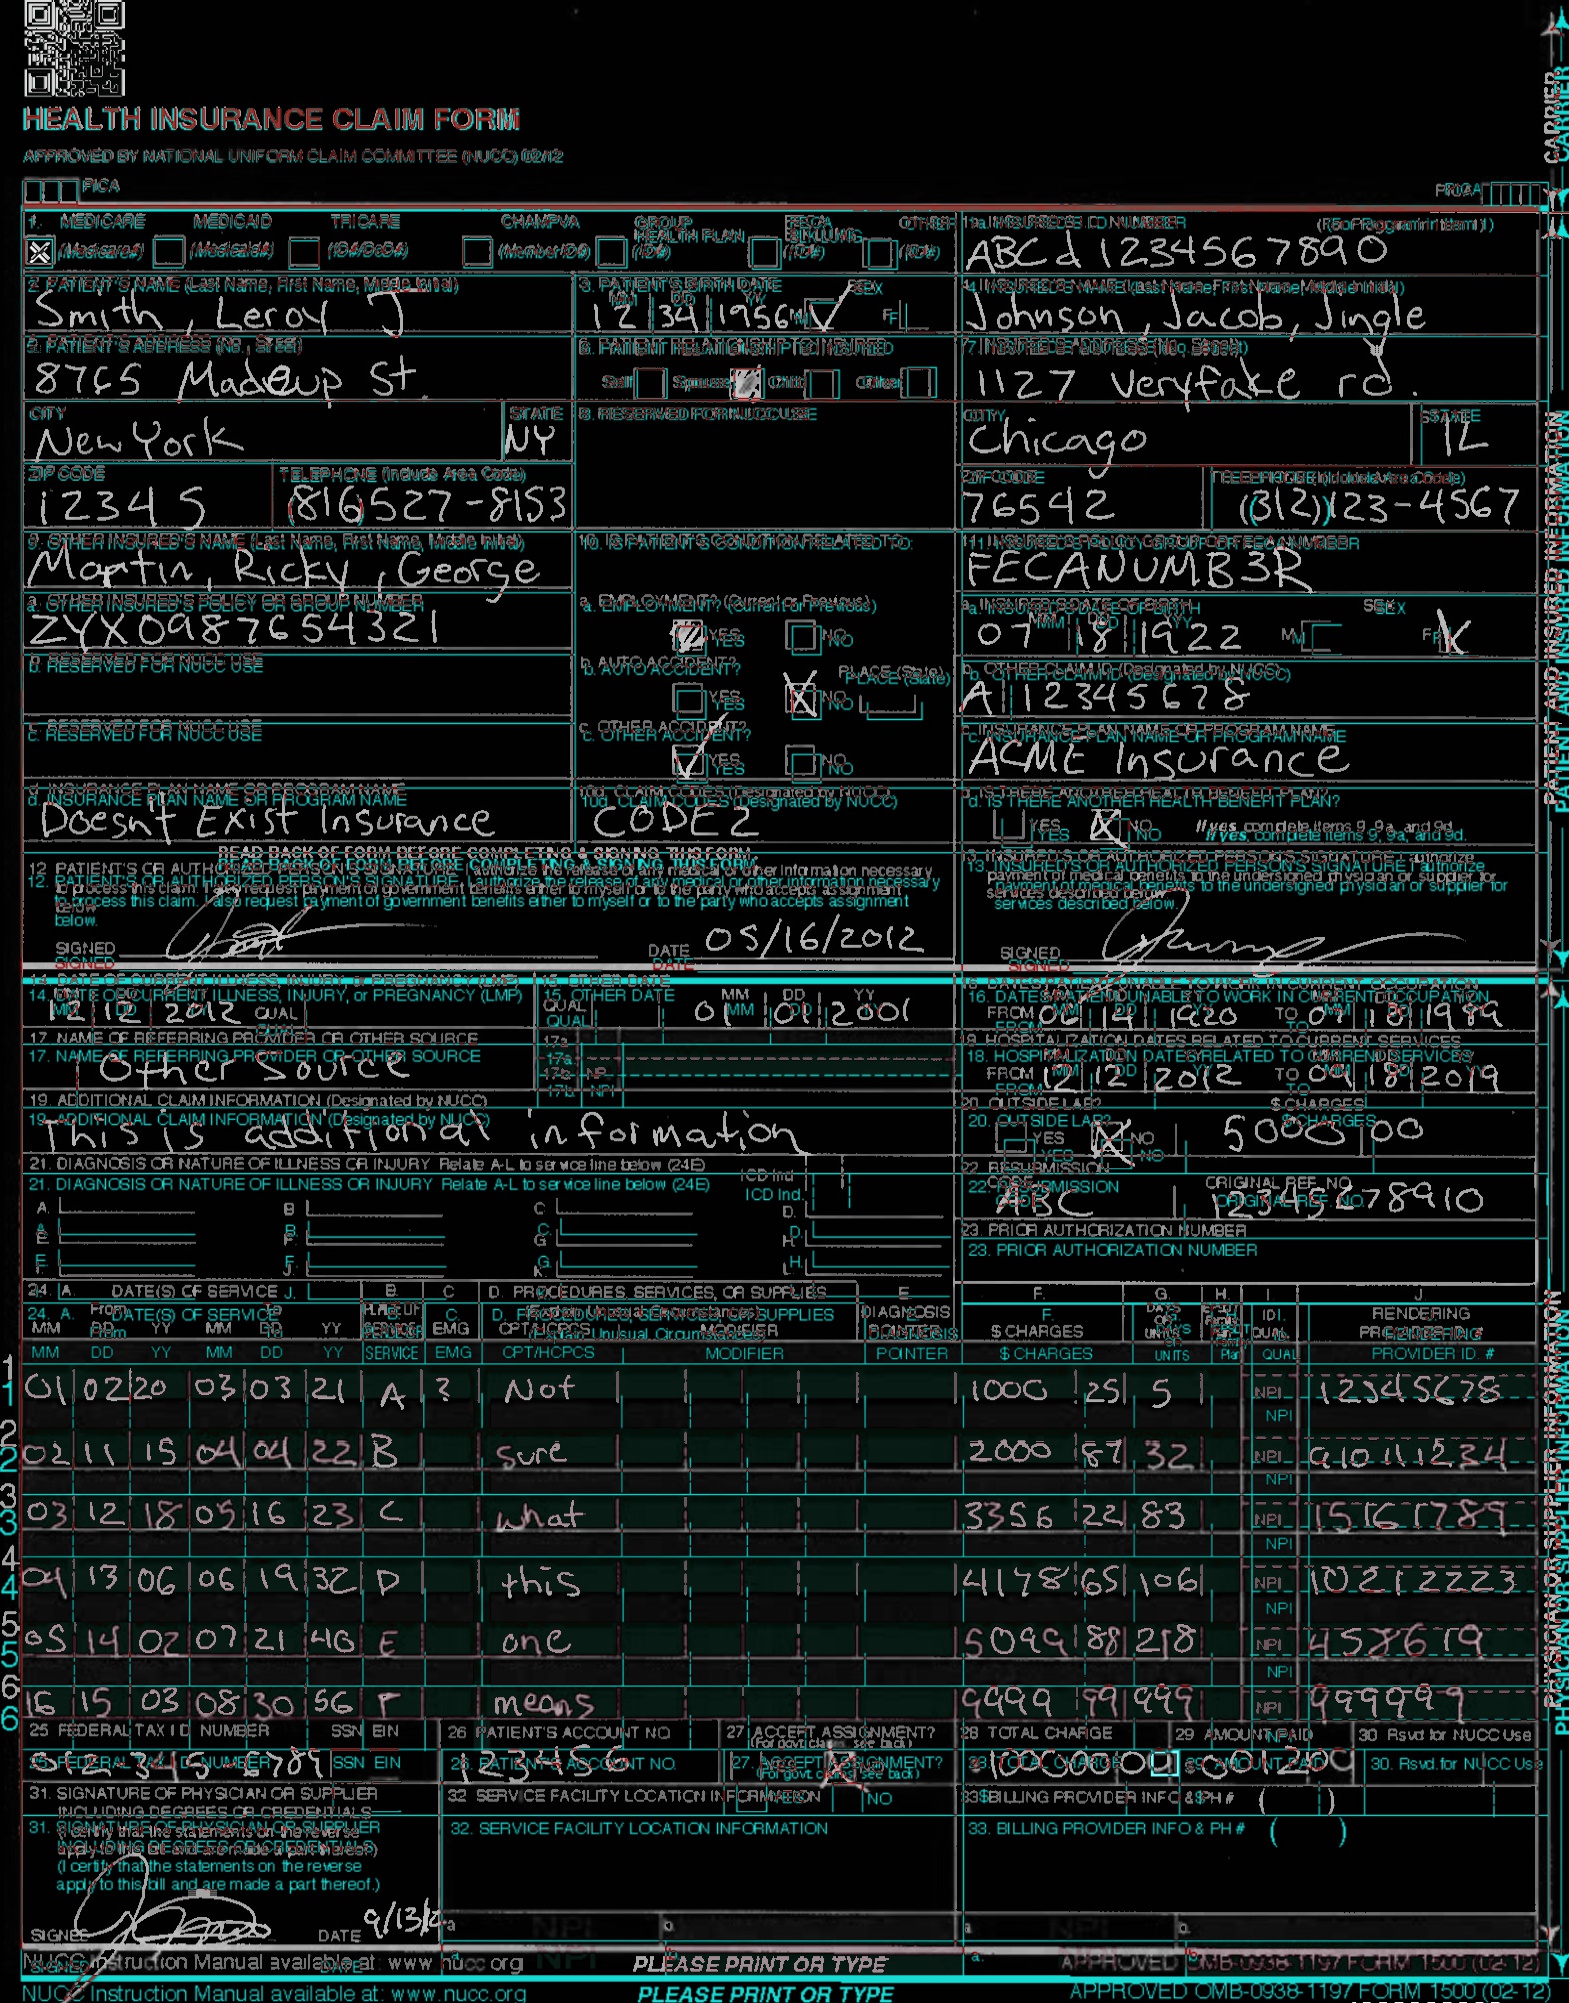 HEALTH INSURANCE CLAIM FORM
APPROVED BY NATIONAL UNIFORM CLAIM COMMITTEE (NUCC) 02/12
PICA
PICA
CARRIER
1. MEDICARE MEDICAID TRICARE CHAMPVA GROUP HEALTH PLAN FECA BLK LUNG OTHER
(Medicare#) (Medicaid#) (ID#/DoD#) (Member ID#) (ID#) (ID#) (ID#)
1a. INSURED'S I.D. NUMBER (For Program in Item 1)
ABCd 1234567890
2. PATIENT'S NAME (Last Name, First Name, Middle Initial)
Smith, Leroy J
3. PATIENT'S BIRTH DATE SEX
MM DD YY
12 34 1956 M F
4. INSURED'S NAME (Last Name, First Name, Middle Initial)
Johnson, Jacob, Jingle
5. PATIENT'S ADDRESS (No., Street)
8765 Madeup St.
6. PATIENT RELATIONSHIP TO INSURED
Self Spouse Child Other
7. INSURED'S ADDRESS (No., Street)
1127 Veryfake rd.
CITY STATE
New York NY
8. RESERVED FOR NUCC USE
CITY STATE
Chicago IL
ZIP CODE TELEPHONE (Include Area Code)
12345 (816) 527-8153
ZIP CODE TELEPHONE (Include Area Code)
76542 (312) 123-4567
9. OTHER INSURED'S NAME (Last Name, First Name, Middle Initial)
Martin, Ricky, George
10. IS PATIENT'S CONDITION RELATED TO:
11. INSURED'S POLICY GROUP OR FECA NUMBER
FECANUMB3R
a. OTHER INSURED'S POLICY OR GROUP NUMBER
ZYX0987654321
a. EMPLOYMENT? (Current or Previous)
YES NO
a. INSURED'S DATE OF BIRTH SEX
MM DD YY
07 18 1922 M F
b. RESERVED FOR NUCC USE
b. AUTO ACCIDENT? PLACE (State)
YES NO
b. OTHER CLAIM ID (Designated by NUCC)
A 12345678
c. RESERVED FOR NUCC USE
c. OTHER ACCIDENT?
YES NO
c. INSURANCE PLAN NAME OR PROGRAM NAME
ACME Insurance
d. INSURANCE PLAN NAME OR PROGRAM NAME
Doesn't Exist Insurance
10d. CLAIM CODES (Designated by NUCC)
CODE2
d. IS THERE ANOTHER HEALTH BENEFIT PLAN?
YES NO If yes, complete items 9, 9a, and 9d.
READ BACK OF FORM BEFORE COMPLETING & SIGNING THIS FORM.
12. PATIENT'S OR AUTHORIZED PERSON'S SIGNATURE I authorize the release of any medical or other information necessary
to process this claim. I also request payment of government benefits either to myself or to the party who accepts assignment
below.
SIGNED DATE 05/16/2012
13. INSURED'S OR AUTHORIZED PERSON'S SIGNATURE I authorize
payment of medical benefits to the undersigned physician or supplier for
services described below.
SIGNED
PATIENT AND INSURED INFORMATION
14. DATE OF CURRENT ILLNESS, INJURY, or PREGNANCY (LMP)
MM DD YY
12 12 2012 QUAL.
15. OTHER DATE
QUAL. MM DD YY
01 01 2001
16. DATES PATIENT UNABLE TO WORK IN CURRENT OCCUPATION
MM DD YY MM DD YY
FROM 06 14 1920 TO 18 1989
17. NAME OF REFERRING PROVIDER OR OTHER SOURCE
Other Source
17a.
17b. NPI
18. HOSPITALIZATION DATES RELATED TO CURRENT SERVICES
MM DD YY MM DD YY
FROM 12 12 2012 TO 09 18 2019
19. ADDITIONAL CLAIM INFORMATION (Designated by NUCC)
This is additional information
20. OUTSIDE LAB? $ CHARGES
YES NO 5000 00
21. DIAGNOSIS OR NATURE OF ILLNESS OR INJURY Relate A-L to service line below (24E) ICD Ind.
A. B. C. D.
E. F. G. H.
I. J. K. L.
22. RESUBMISSION CODE ORIGINAL REF. NO.
ABC 12345678910
23. PRIOR AUTHORIZATION NUMBER
24. A. DATE(S) OF SERVICE B. C. D. PROCEDURES, SERVICES, OR SUPPLIES E. F. G. H. I. J.
From To PLACE OF (Explain Unusual Circumstances) DIAGNOSIS DAYS OR EPSDT Family ID. RENDERING
MM DD YY MM DD YY SERVICE EMG CPT/HCPCS MODIFIER POINTER $ CHARGES UNITS Plan QUAL. PROVIDER ID. #
1 01 02 20 03 03 21 A ? Not 1000 25 5 NPI 12345678
2 02 11 15 04 04 22 B sure 2000 87 32 NPI 910111234
3 03 12 18 05 16 23 C what 3356 22 83 NPI 15161789
4 04 13 06 06 19 32 D this 4178 65 106 NPI 10212223
5 05 14 02 07 21 40 E one 5099 88 218 NPI 4558619
6 16 15 03 08 30 56 F means 9999 99 999 NPI 999999
25. FEDERAL TAX I.D. NUMBER SSN EIN
26. PATIENT'S ACCOUNT NO.
123456
27. ACCEPT ASSIGNMENT?
(For govt. claims, see back)
YES NO
28. TOTAL CHARGE
29. AMOUNT PAID
30. Rsvd for NUCC Use
31. SIGNATURE OF PHYSICIAN OR SUPPLIER
INCLUDING DEGREES OR CREDENTIALS
(I certify that the statements on the reverse
apply to this bill and are made a part thereof.)
SIGNED DATE 9/13/12
32. SERVICE FACILITY LOCATION INFORMATION
a. NPI b.
33. BILLING PROVIDER INFO & PH # ( )
a. NPI b.
PHYSICIAN OR SUPPLIER INFORMATION
NUCC Instruction Manual available at: www.nucc.org
PLEASE PRINT OR TYPE
APPROVED OMB-0938-1197 FORM 1500 (02-12)